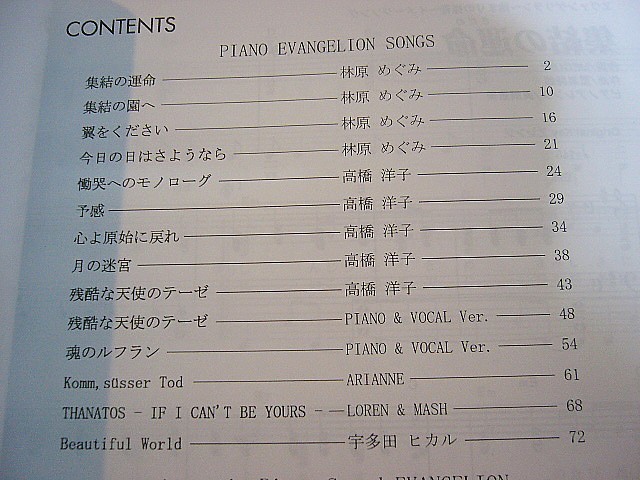 CONTENTS
PIANO EVANGELION SONGS
集結の運命 ― 林原 めぐみ ― 2
集結の園へ ― 林原 めぐみ ― 10
翼をください ― 林原 めぐみ ― 16
今日の日はさようなら ― 林原 めぐみ ― 21
慟哭へのモノローグ ― 高橋 洋子 ― 24
予感 ― 高橋 洋子 ― 29
心よ原始に戻れ ― 高橋 洋子 ― 34
月の迷宮 ― 高橋 洋子 ― 38
残酷な天使のテーゼ ― 高橋 洋子 ― 43
残酷な天使のテーゼ ― PIANO & VOCAL Ver. ― 48
魂のルフラン ― PIANO & VOCAL Ver. ― 54
Komm,süsser Tod ― ARIANNE ― 61
THANATOS － IF I CAN'T BE YOURS － ― LOREN & MASH ― 68
Beautiful World ― 宇多田 ヒカル ― 72
EVANGELION